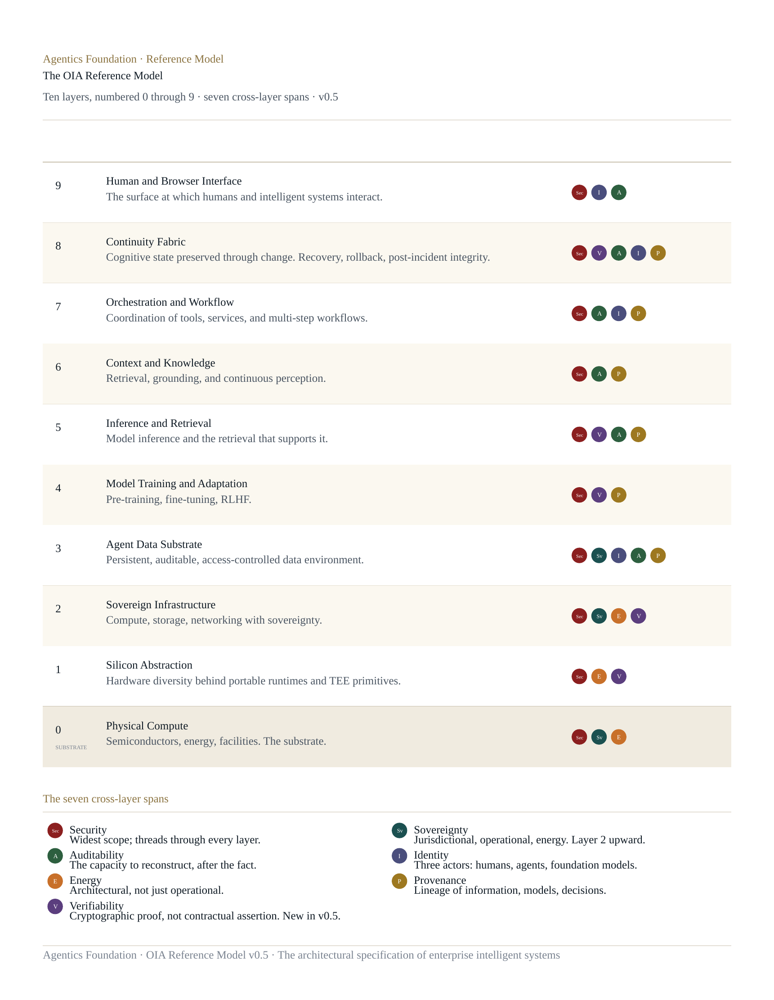 Agentics Foundation · Reference Model
The OIA Reference Model
Ten layers, numbered 0 through 9 · seven cross-layer spans · v0.5
9
Human and Browser Interface
The surface at which humans and intelligent systems interact.
Sec I A
8
Continuity Fabric
Cognitive state preserved through change. Recovery, rollback, post-incident integrity.
Sec V A I P
7
Orchestration and Workflow
Coordination of tools, services, and multi-step workflows.
Sec A I P
6
Context and Knowledge
Retrieval, grounding, and continuous perception.
Sec A P
5
Inference and Retrieval
Model inference and the retrieval that supports it.
Sec V A P
4
Model Training and Adaptation
Pre-training, fine-tuning, RLHF.
Sec V P
3
Agent Data Substrate
Persistent, auditable, access-controlled data environment.
Sec Sv I A P
2
Sovereign Infrastructure
Compute, storage, networking with sovereignty.
Sec Sv E V
1
Silicon Abstraction
Hardware diversity behind portable runtimes and TEE primitives.
Sec E V
0
SUBSTRATE
Physical Compute
Semiconductors, energy, facilities. The substrate.
Sec Sv E
The seven cross-layer spans
Sec Security
Widest scope; threads through every layer.
Sv Sovereignty
Jurisdictional, operational, energy. Layer 2 upward.
A Auditability
The capacity to reconstruct, after the fact.
I Identity
Three actors: humans, agents, foundation models.
E Energy
Architectural, not just operational.
P Provenance
Lineage of information, models, decisions.
V Verifiability
Cryptographic proof, not contractual assertion. New in v0.5.
Agentics Foundation · OIA Reference Model v0.5 · The architectural specification of enterprise intelligent systems